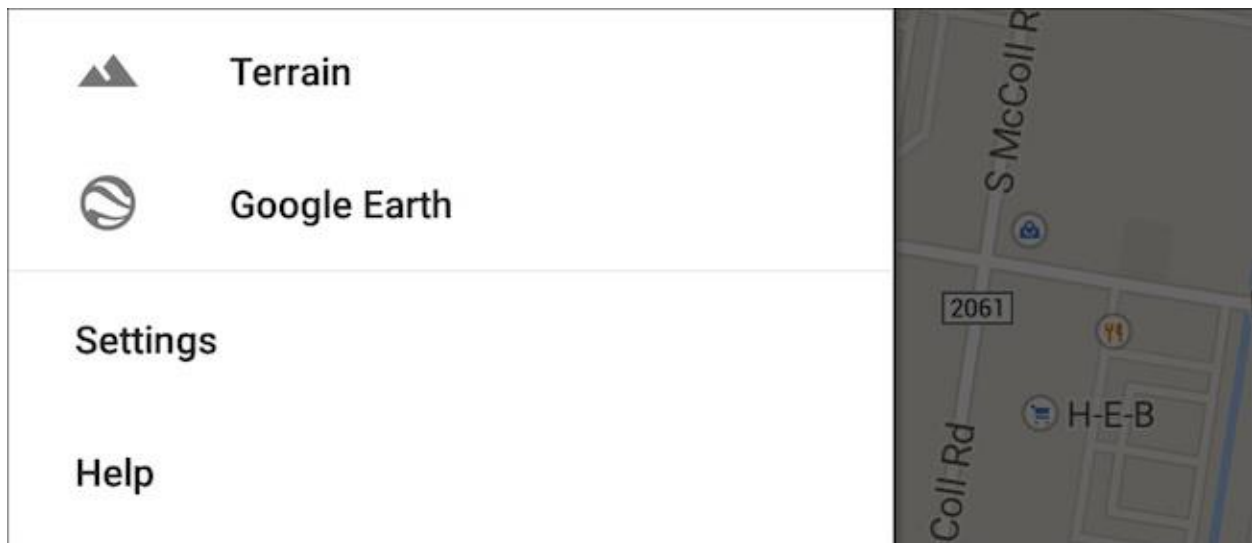 Terrain
Google Earth
Settings
Help
S McColl R
2061
H-E-B
Coll Rd